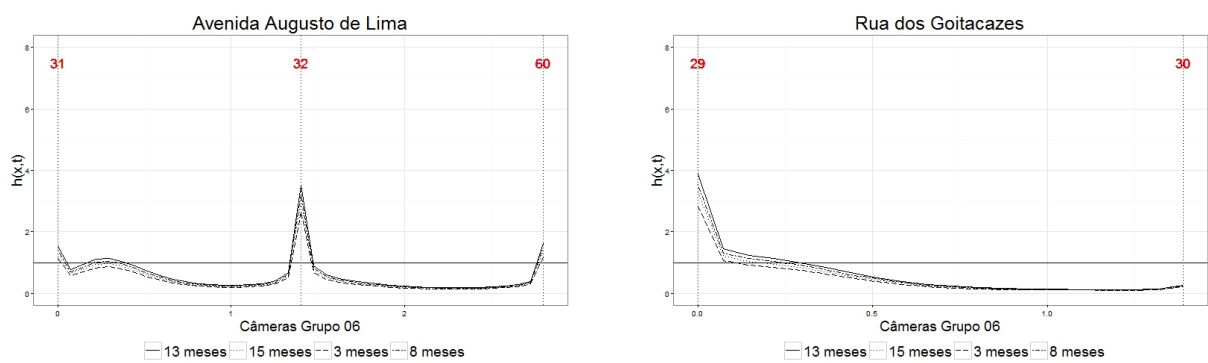 Avenida Augusto de Lima
8
31 32 60
6
h(x,t)
4
2
0
0 1 2
Câmeras Grupo 06
13 meses 15 meses 3 meses 8 meses
Rua dos Goitacazes
8
29 30
6
h(x,t)
4
2
0
0.0 0.5 1.0
Câmeras Grupo 06
13 meses 15 meses 3 meses 8 meses